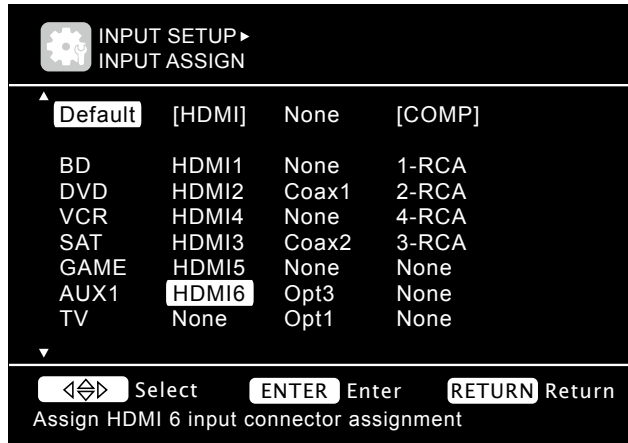 INPUT SETUP▸
INPUT ASSIGN
Default [HDMI] None [COMP]
BD HDMI1 None 1-RCA
DVD HDMI2 Coax1 2-RCA
VCR HDMI4 None 4-RCA
SAT HDMI3 Coax2 3-RCA
GAME HDMI5 None None
AUX1 HDMI6 Opt3 None
TV None Opt1 None
Select ENTER Enter RETURN Return
Assign HDMI 6 input connector assignment